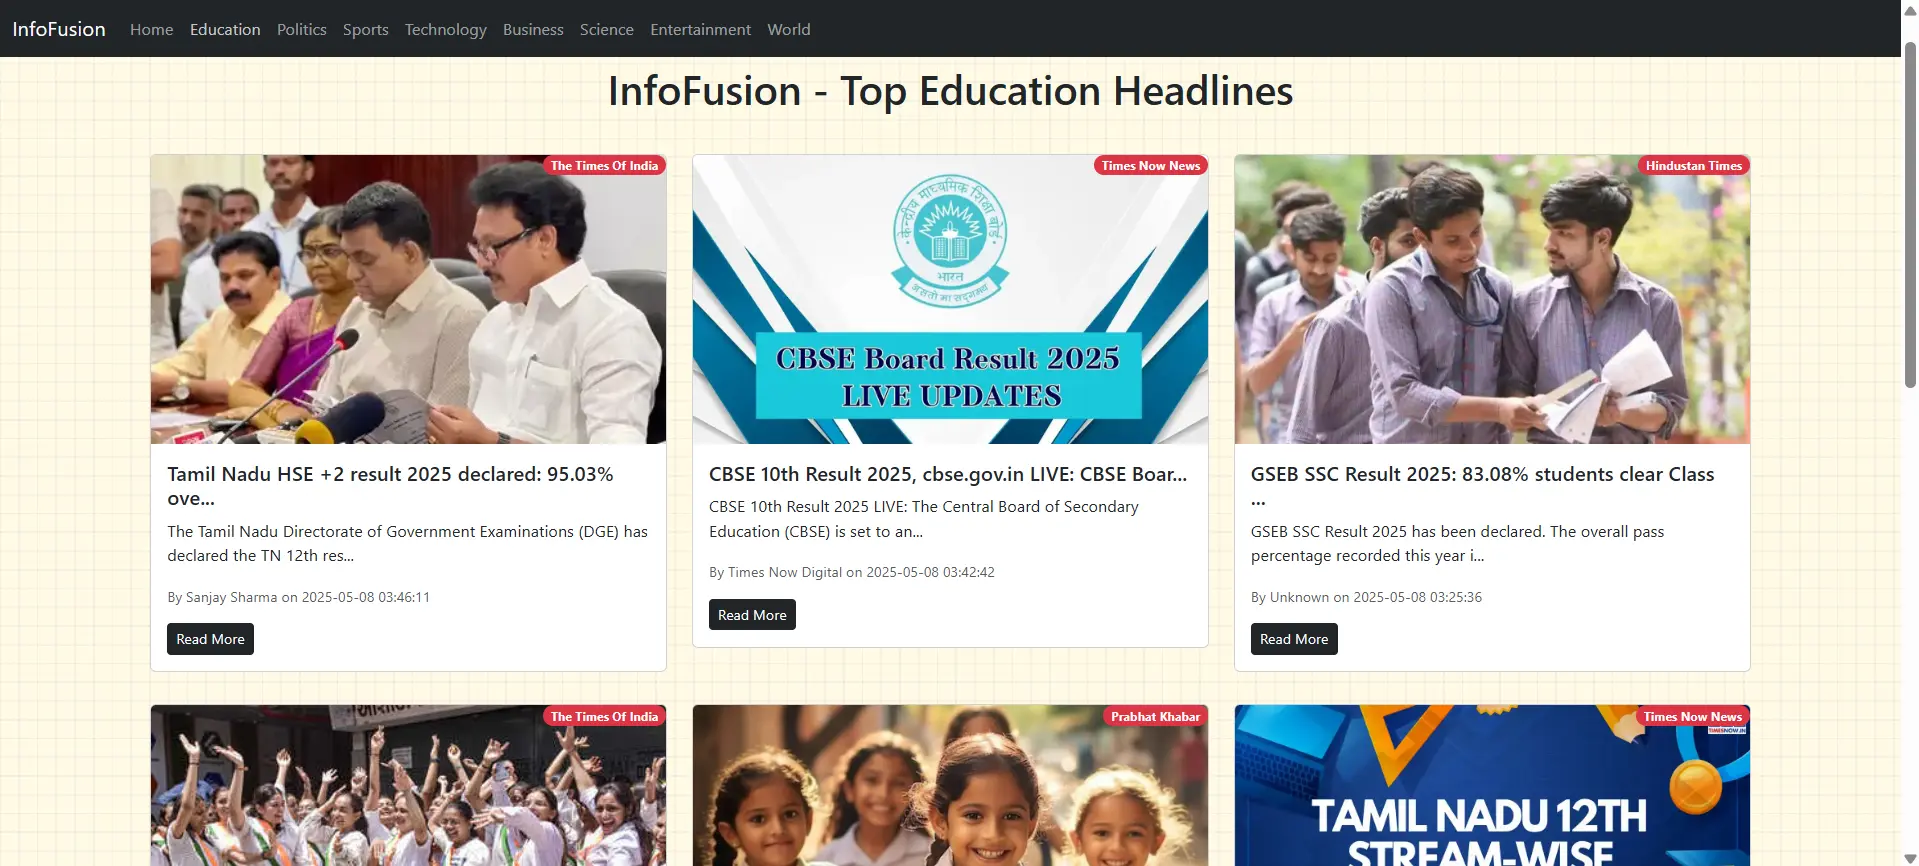 InfoFusion Home Education Politics Sports Technology Business Science Entertainment World
InfoFusion - Top Education Headlines
The Times Of India
Tamil Nadu HSE +2 result 2025 declared: 95.03%
ove...
The Tamil Nadu Directorate of Government Examinations (DGE) has
declared the TN 12th res...
By Sanjay Sharma on 2025-05-08 03:46:11
Read More
Times Now News
केन्द्रीय माध्यमिक शिक्षा बोर्ड
भारत
असतो मा सद्गमय
CBSE Board Result 2025
LIVE UPDATES
CBSE 10th Result 2025, cbse.gov.in LIVE: CBSE Boar...
CBSE 10th Result 2025 LIVE: The Central Board of Secondary
Education (CBSE) is set to an...
By Times Now Digital on 2025-05-08 03:42:42
Read More
Hindustan Times
GSEB SSC Result 2025: 83.08% students clear Class
...
GSEB SSC Result 2025 has been declared. The overall pass
percentage recorded this year i...
By Unknown on 2025-05-08 03:25:36
Read More
The Times Of India
Prabhat Khabar
Times Now News
TIMESNOW.IN
TAMIL NADU 12TH
STREAM-WISE